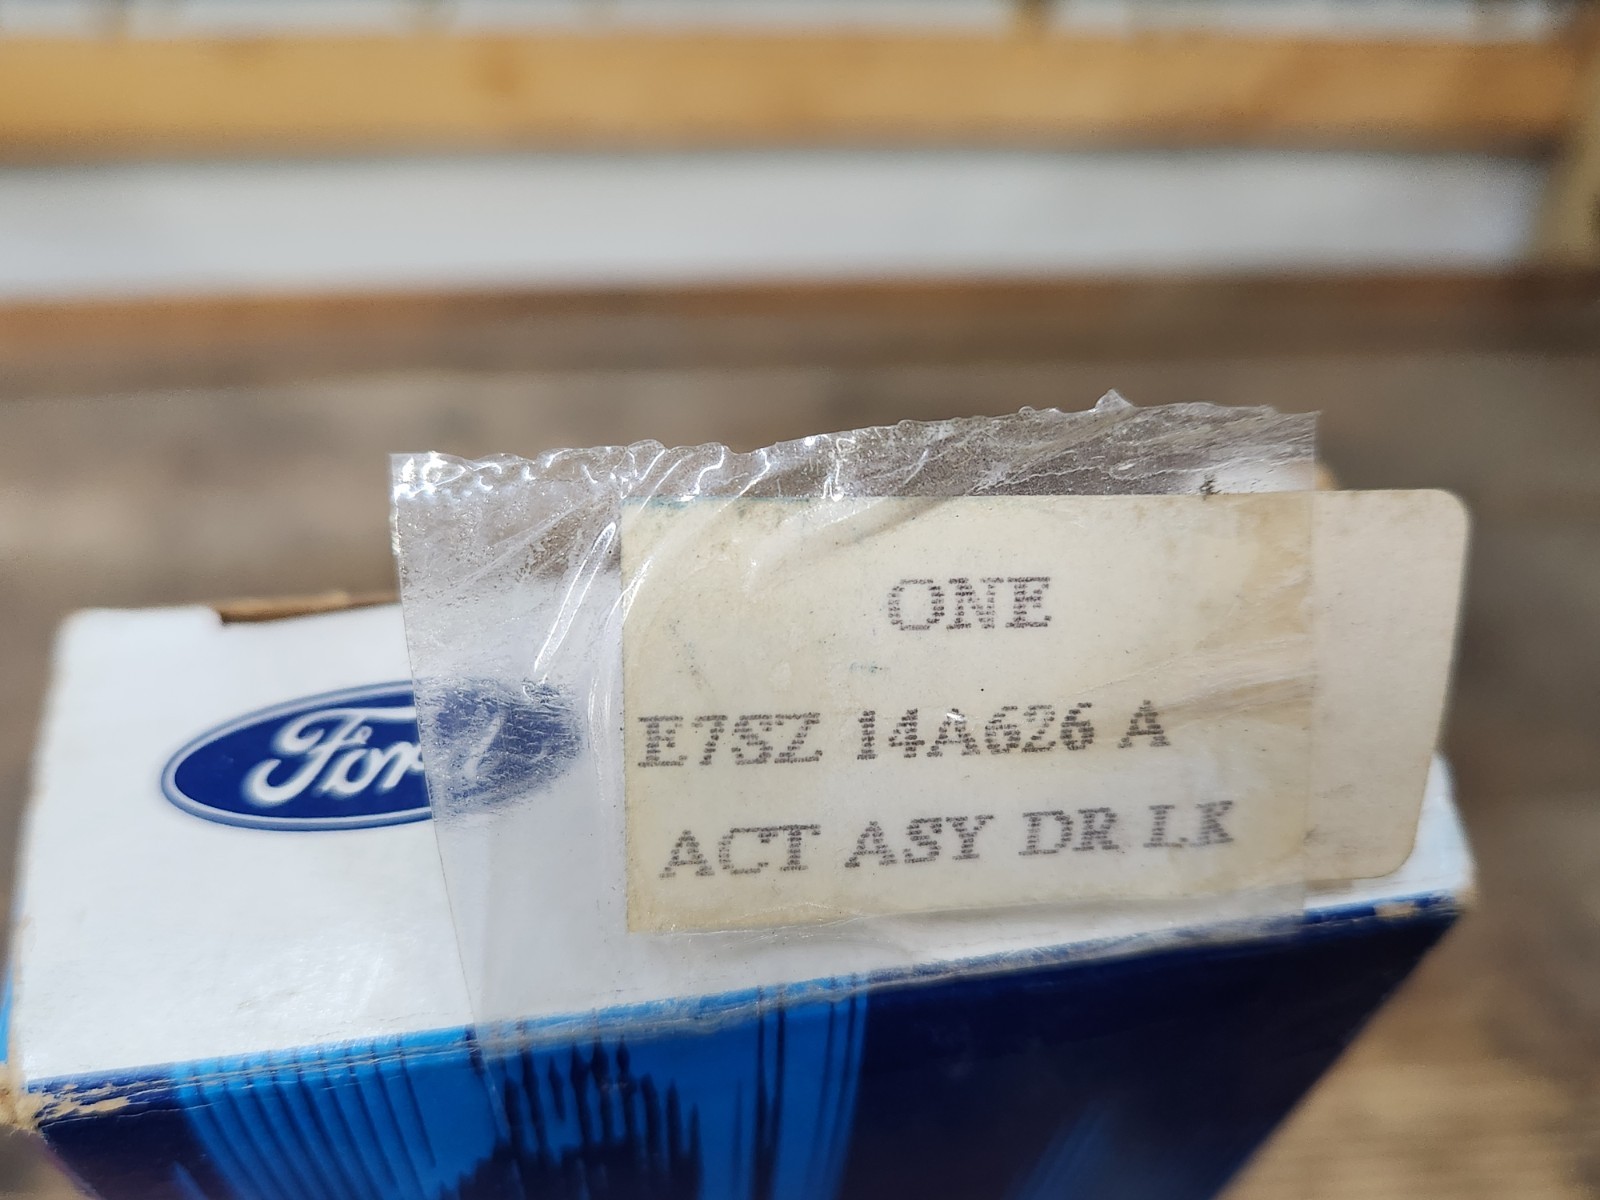 Ford
ONE
E7SZ 14A626 A
ACT ASY DR LK